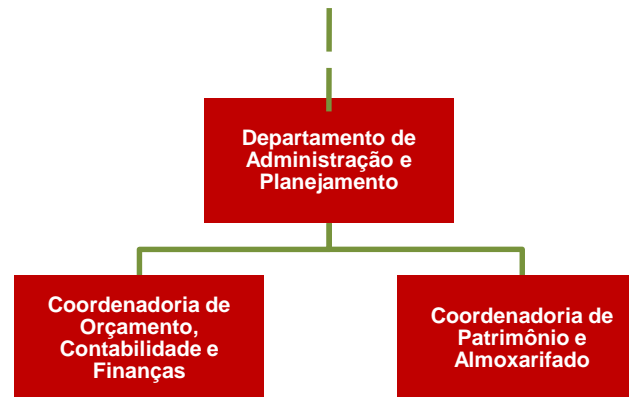 Departamento de
Administração e
Planejamento
Coordenadoria de
Orçamento,
Contabilidade e
Finanças
Coordenadoria de
Patrimônio e
Almoxarifado